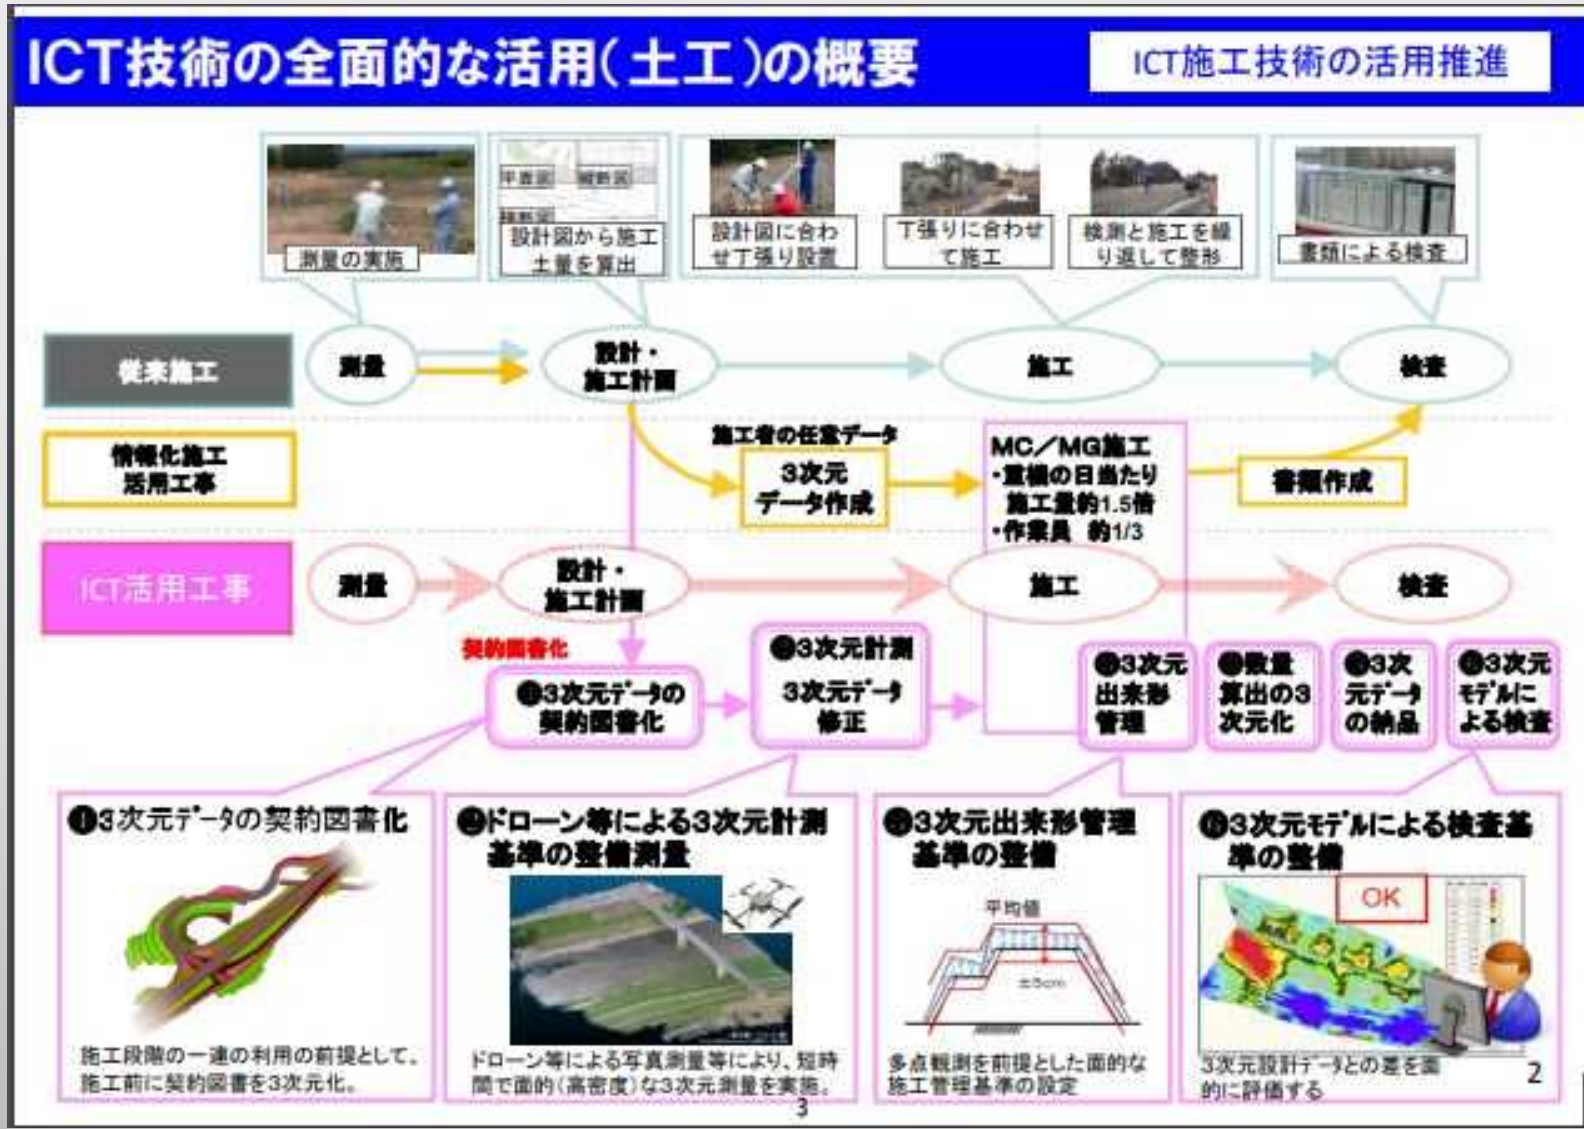 ICT技術の全面的な活用(土工)の概要
ICT施工技術の活用推進
平面図
縦断図
横断図
測量の実施
設計図から施工
土量を算出
設計図に合わ
せ丁張り設置
丁張りに合わせ
て施工
検測と施工を繰
り返して整形
書類による検査
従来施工
測量
設計・
施工計画
施工
検査
情報化施工
活用工事
施工者の任意データ
3次元
データ作成
MC/MG施工
・重機の日当たり
施工量約1.5倍
・作業員 約1/3
書類作成
ICT活用工事
測量
設計・
施工計画
施工
検査
契約図書化
❶3次元データの
契約図書化
❷3次元計測
3次元データ
修正
3次元
出来形
管理
数量
算出の3
次元化
3次
元データ
の納品
3次元
モデルに
よる検査
❶3次元データの契約図書化
施工段階の一連の利用の前提として、
施工前に契約図書を3次元化。
❷ドローン等による3次元計測
基準の整備測量
ドローン等による写真測量等により、短時
間で面的(高密度)な3次元測量を実施。
3次元出来形管理
基準の整備
平均値
±5cm
多点観測を前提とした面的な
施工管理基準の設定
3次元モデルによる検査基
準の整備
OK
3次元設計データとの差を面
的に評価する
2
3